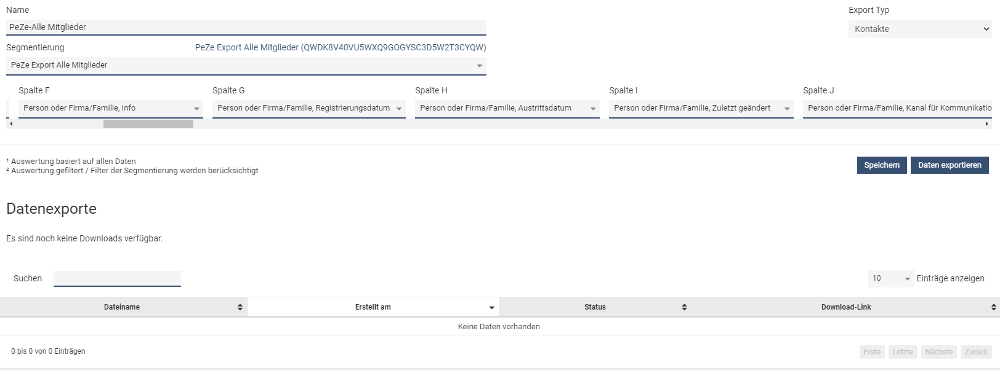 Name
Export Typ
PeZe-Alle Mitglieder
Kontakte
Segmentierung
PeZe Export Alle Mitglieder (QWDK8V40VU5WXQ9GOGYSC3D5W2T3CYQW)
PeZe Export Alle Mitglieder
Spalte F
Spalte G
Spalte H
Spalte I
Spalte J
Person oder Firma/Familie, Info
Person oder Firma/Familie, Registrierungsdatum
Person oder Firma/Familie, Austrittsdatum
Person oder Firma/Familie, Zuletzt geändert
Person oder Firma/Familie, Kanal für Kommunikatio
¹ Auswertung basiert auf allen Daten
² Auswertung gefiltert / Filter der Segmentierung werden berücksichtigt
Speichern
Daten exportieren
Datenexporte
Es sind noch keine Downloads verfügbar.
Suchen
10
Einträge anzeigen
Dateiname
Erstellt am
Status
Download-Link
Keine Daten vorhanden
0 bis 0 von 0 Einträgen
Erste
Letzte
Nächste
Zurück